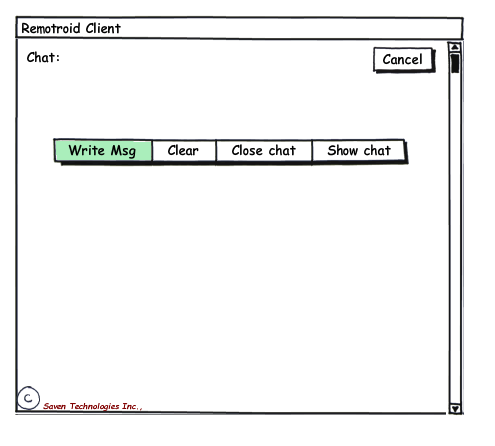 Remotroid Client
Chat:
Cancel
Write Msg Clear Close chat Show chat
C Saven Technologies Inc.,